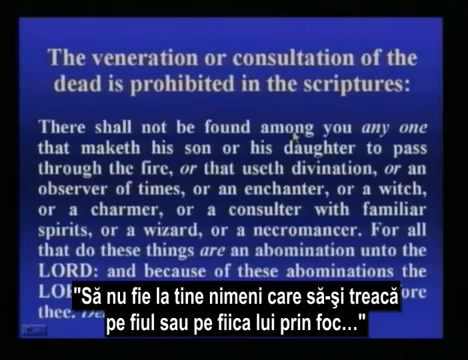 The veneration or consultation of the
dead is prohibited in the scriptures:
There shall not be found among you any one
that maketh his son or his daughter to pass
through the fire, or that useth divination, or an
observer of times, or an enchanter, or a witch,
or a charmer, or a consulter with familiar
spirits, or a wizard, or a necromancer. For all
that do these things are an abomination unto the
LORD: and because of these abominations the
thee.
"Să nu fie la tine nimeni care să-şi treacă
pe fiul sau pe fiica lui prin foc..."